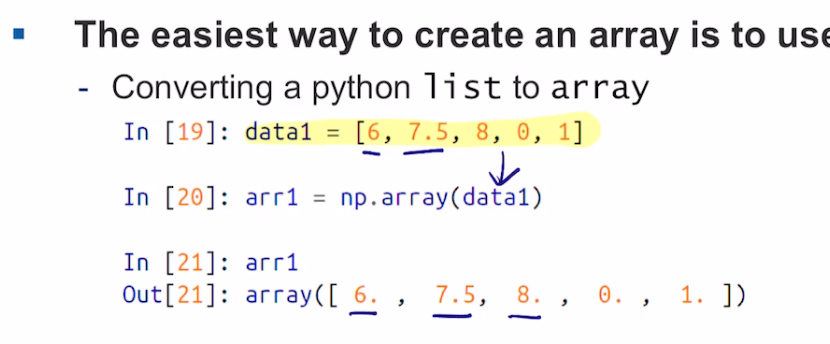 The easiest way to create an array is to use
- Converting a python list to array
In [19]: data1 = [6, 7.5, 8, 0, 1]
In [20]: arr1 = np.array(data1)
In [21]: arr1
Out[21]: array([ 6. , 7.5, 8. , 0. , 1. ])